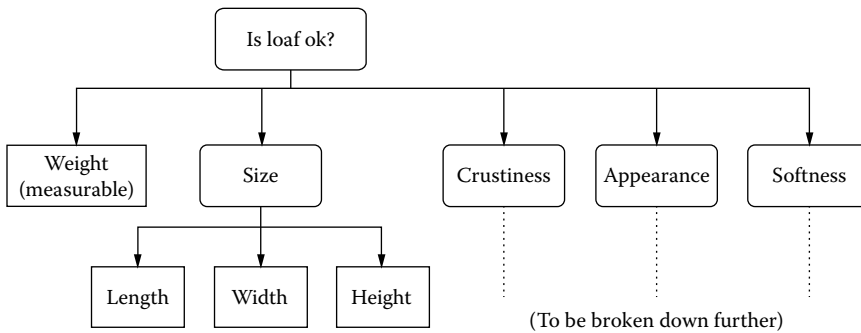 Is loaf ok?
Weight
(measurable)
Size
Crustiness
Appearance
Softness
Length
Width
Height
(To be broken down further)